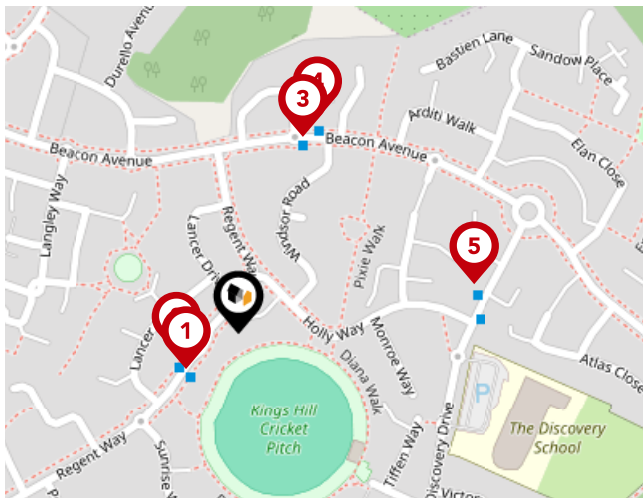 Durello Avenue
Bastien Lane
Sandow Place
4
3
Arditi Walk
Beacon Avenue
Beacon Avenue
Elan Close
Langley Way
Windsor Road
Lancer Drive
Regent Way
Pixie Walk
5
1
Lancer
Holly Way
Monroe Way
Diana Walk
Atlas Close
Kings Hill
Cricket
Pitch
P
The Discovery
School
Regent Way
Sunrise W
Tiffen Way
Discovery Drive
Victor
P